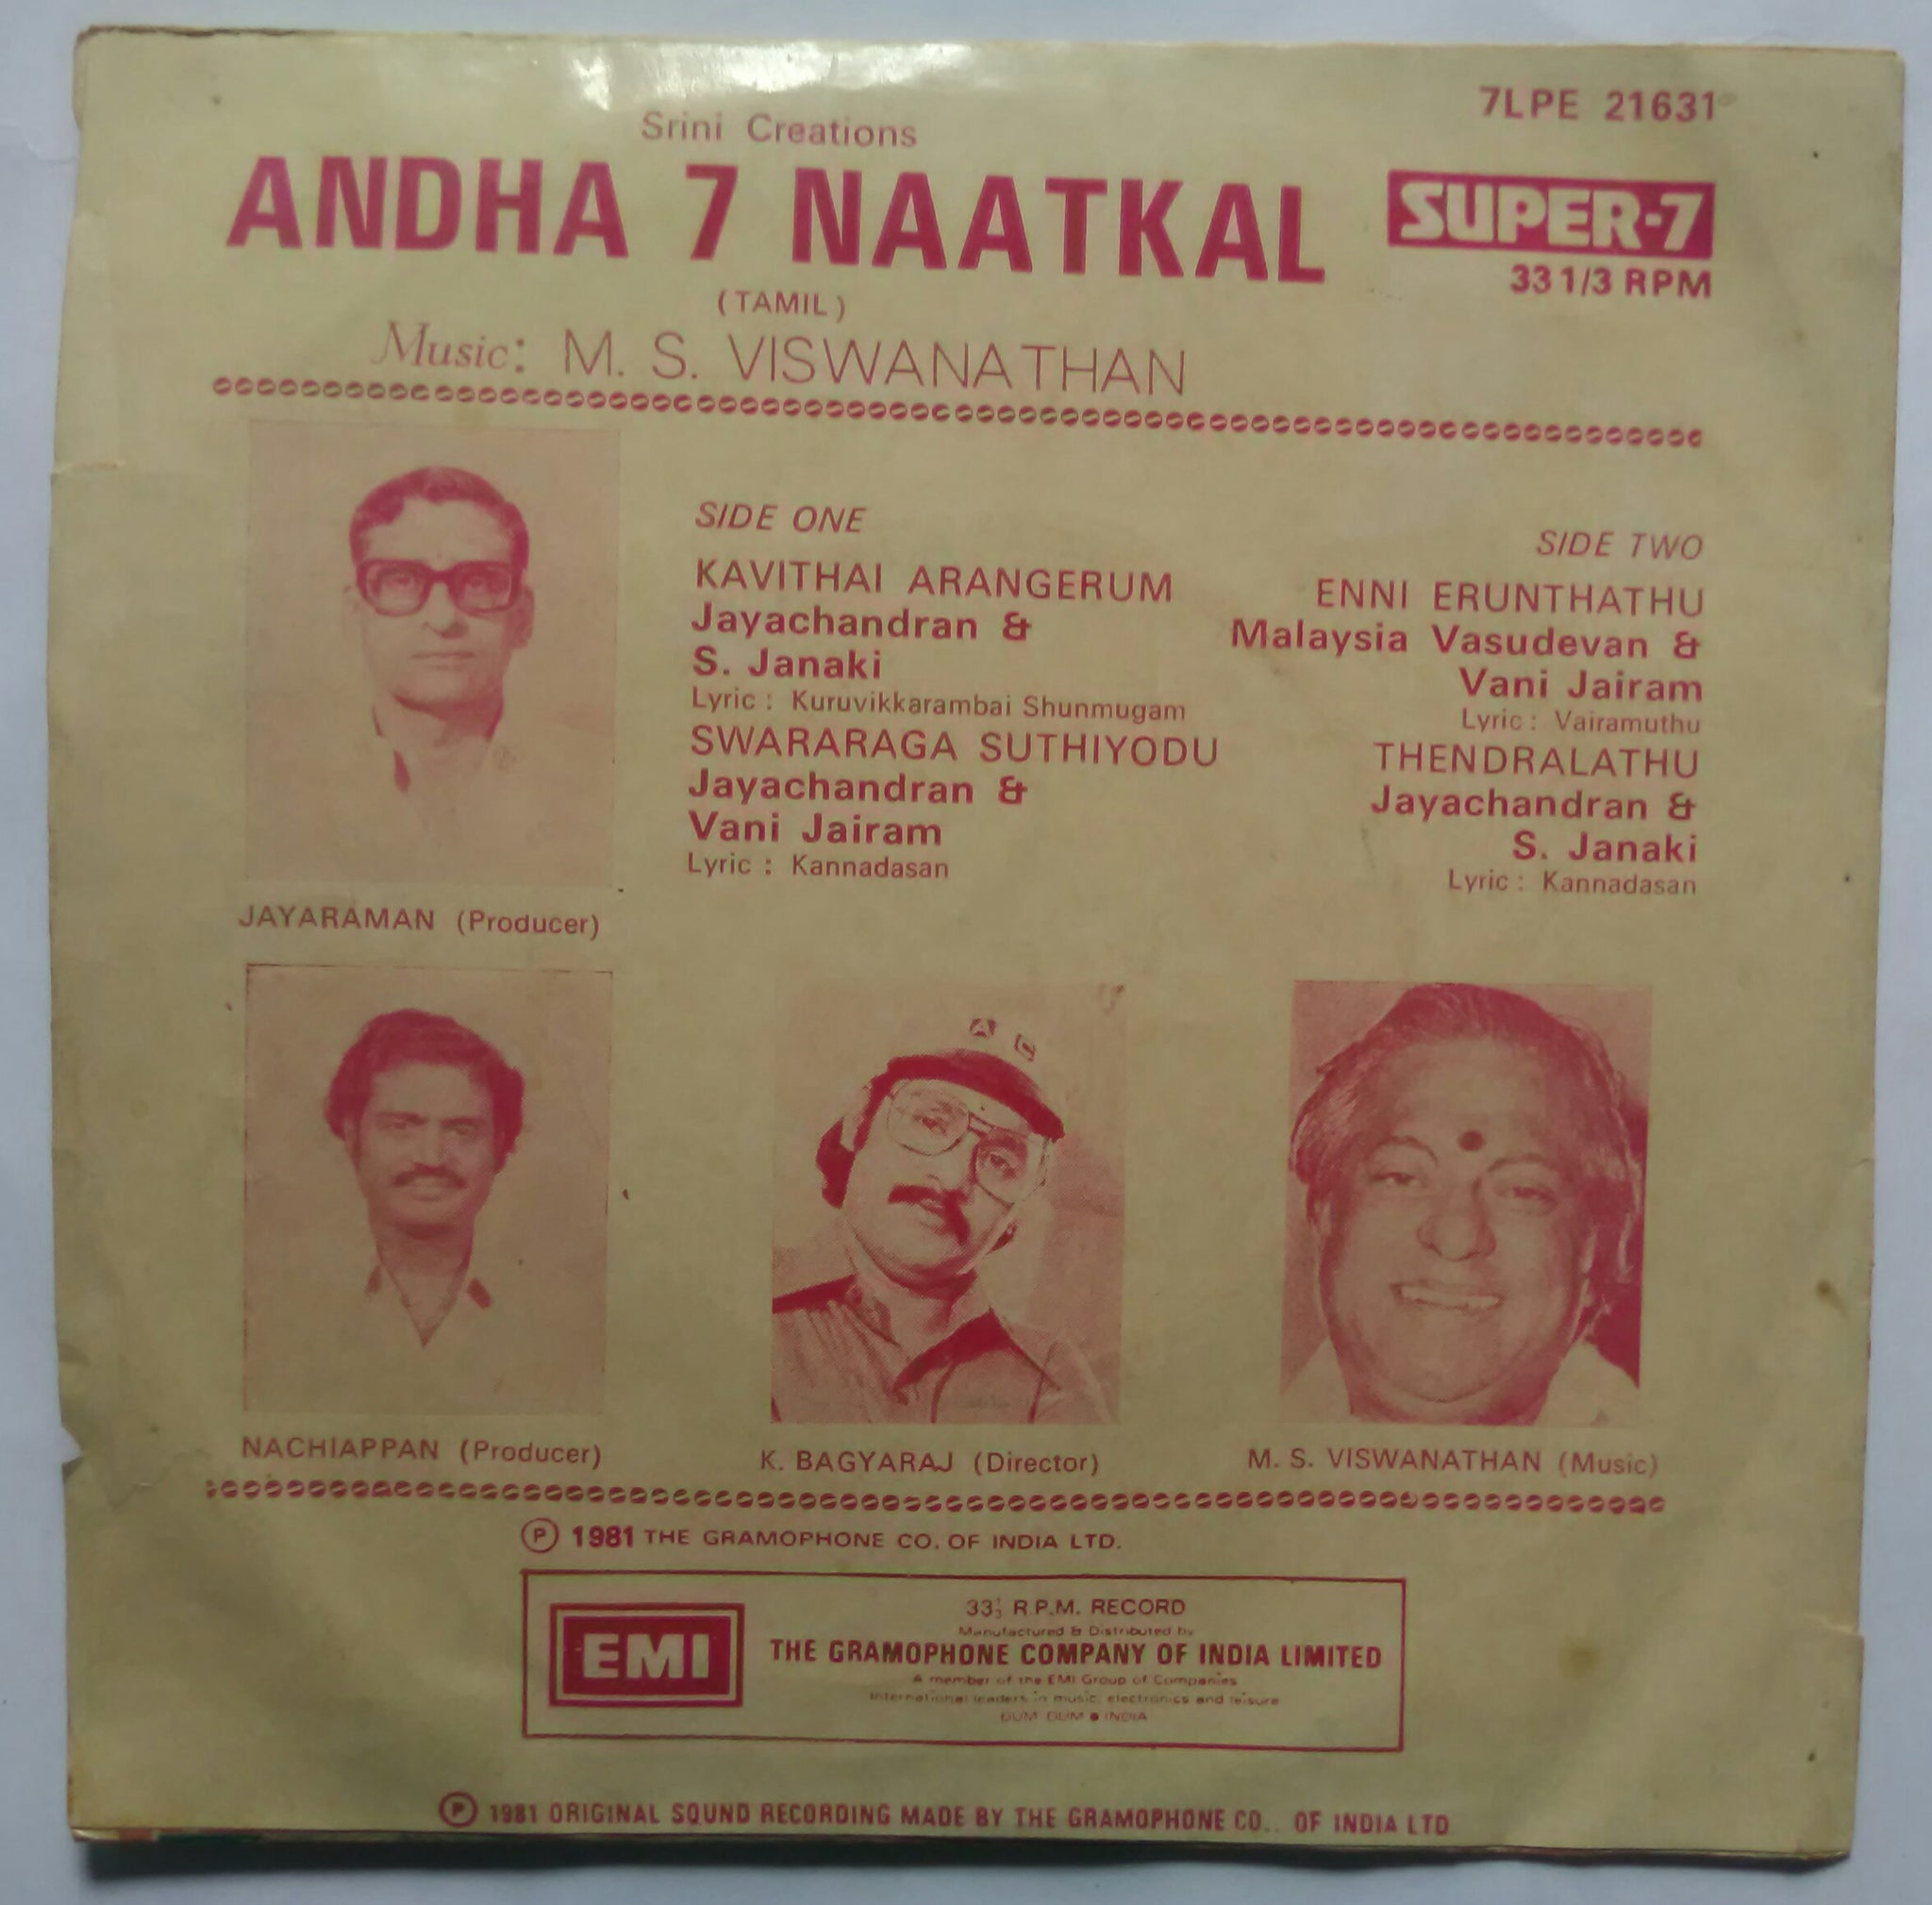 7LPE 21631
Srini Creations
ANDHA 7 NAATKAL
SUPER-7
33 1/3 RPM
(TAMIL)
Music: M. S. VISWANATHAN
SIDE ONE
KAVITHAI ARANGERUM
Jayachandran &
S. Janaki
Lyric : Kuruvikkarambai Shunmugam
SWARARAGA SUTHIYODU
Jayachandran &
Vani Jairam
Lyric : Kannadasan
SIDE TWO
ENNI ERUNTHATHU
Malaysia Vasudevan &
Vani Jairam
Lyric : Vairamuthu
THENDRALATHU
Jayachandran &
S. Janaki
Lyric : Kannadasan
JAYARAMAN (Producer)
A C
NACHIAPPAN (Producer)
K. BAGYARAJ (Director)
M. S. VISWANATHAN (Music)
Ⓟ 1981 THE GRAMOPHONE CO. OF INDIA LTD.
EMI
33⅓ R.P.M. RECORD
Manufactured & Distributed by
THE GRAMOPHONE COMPANY OF INDIA LIMITED
A member of the EMI Group of Companies
International leaders in music, electronics and leisure
DUM DUM ● INDIA
Ⓟ 1981 ORIGINAL SOUND RECORDING MADE BY THE GRAMOPHONE CO.. OF INDIA LTD